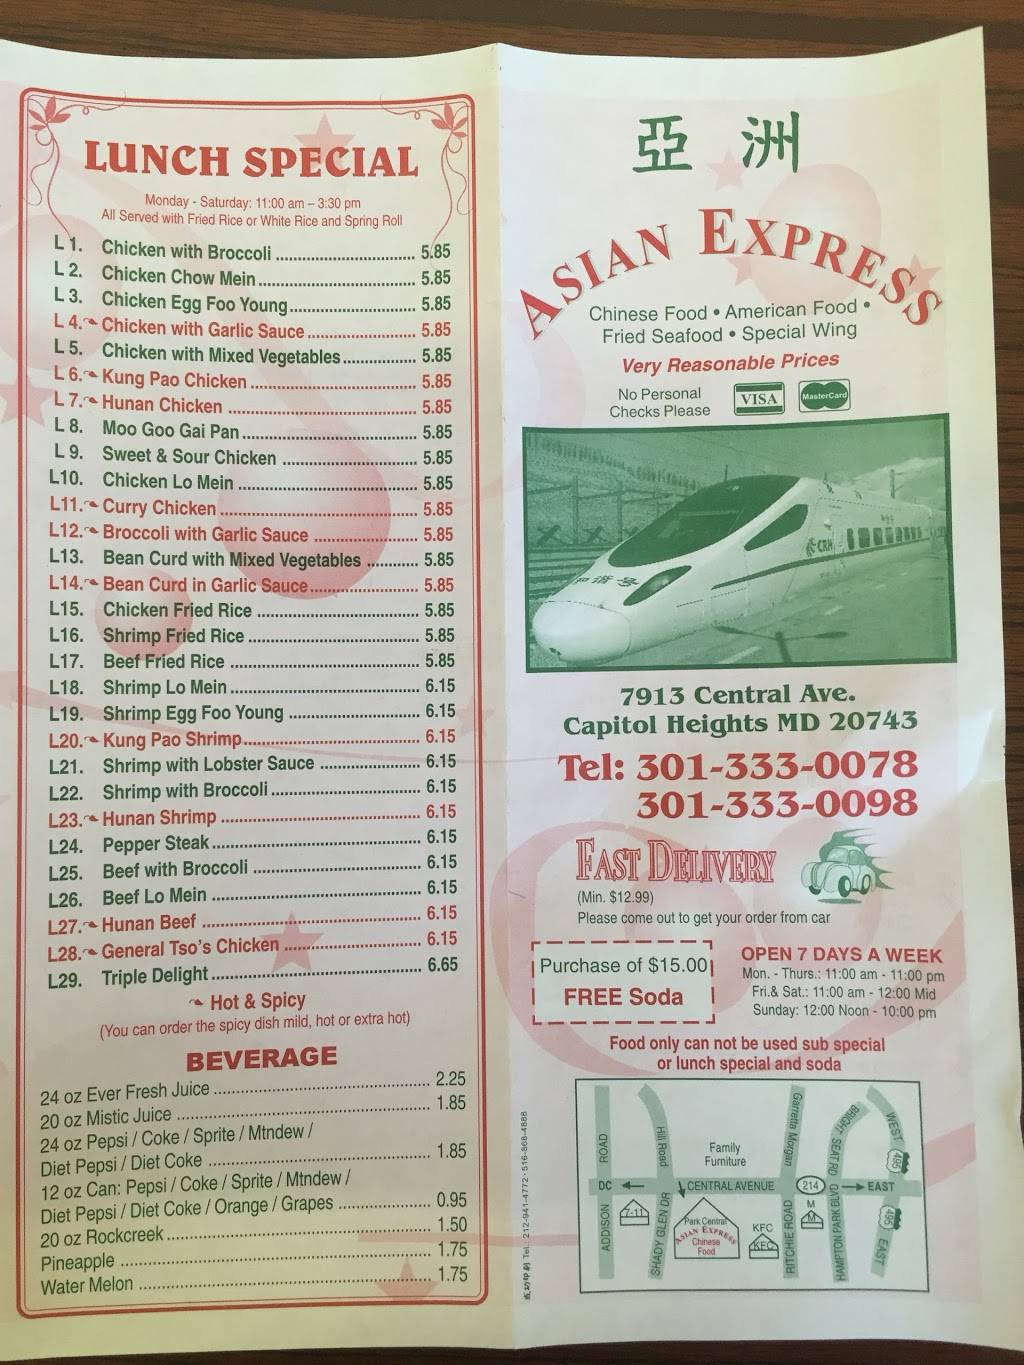 LUNCH SPECIAL
Monday - Saturday: 11:00 am – 3:30 pm
All Served with Fried Rice or White Rice and Spring Roll
L 1. Chicken with Broccoli 5.85
L 2. Chicken Chow Mein 5.85
L 3. Chicken Egg Foo Young 5.85
L 4. Chicken with Garlic Sauce 5.85
L 5. Chicken with Mixed Vegetables 5.85
L 6. Kung Pao Chicken 5.85
L 7. Hunan Chicken 5.85
L 8. Moo Goo Gai Pan 5.85
L 9. Sweet & Sour Chicken 5.85
L10. Chicken Lo Mein 5.85
L11. Curry Chicken 5.85
L12. Broccoli with Garlic Sauce 5.85
L13. Bean Curd with Mixed Vegetables 5.85
L14. Bean Curd in Garlic Sauce 5.85
L15. Chicken Fried Rice 5.85
L16. Shrimp Fried Rice 5.85
L17. Beef Fried Rice 5.85
L18. Shrimp Lo Mein 6.15
L19. Shrimp Egg Foo Young 6.15
L20. Kung Pao Shrimp 6.15
L21. Shrimp with Lobster Sauce 6.15
L22. Shrimp with Broccoli 6.15
L23. Hunan Shrimp 6.15
L24. Pepper Steak 6.15
L25. Beef with Broccoli 6.15
L26. Beef Lo Mein 6.15
L27. Hunan Beef 6.15
L28. General Tso's Chicken 6.15
L29. Triple Delight 6.65
Hot & Spicy
(You can order the spicy dish mild, hot or extra hot)
BEVERAGE
24 oz Ever Fresh Juice 2.25
20 oz Mistic Juice 1.85
24 oz Pepsi / Coke / Sprite / Mtndew /
Diet Pepsi / Diet Coke 1.85
12 oz Can: Pepsi / Coke / Sprite / Mtndew /
Diet Pepsi / Diet Coke / Orange / Grapes 0.95
20 oz Rockcreek 1.50
Pineapple 1.75
Water Melon 1.75
亞洲
ASIAN EXPRESS
Chinese Food • American Food •
Fried Seafood • Special Wing
Very Reasonable Prices
No Personal
Checks Please
VISA
MasterCard
CRH
和谐号
7913 Central Ave.
Capitol Heights MD 20743
Tel: 301-333-0078
301-333-0098
FAST DELIVERY
(Min. $12.99)
Please come out to get your order from car
Purchase of $15.00
FREE Soda
OPEN 7 DAYS A WEEK
Mon. - Thurs.: 11:00 am - 11:00 pm
Fri.& Sat.: 11:00 am - 12:00 Mid
Sunday: 12:00 Noon - 10:00 pm
Food only can not be used sub special
or lunch special and soda
ADDISON ROAD
Hill Road
Family
Furniture
Garretta Morgan
BRIGHT SEAT RD
WEST
495
DC
CENTRAL AVENUE
214
EAST
7-11
SHADY GLEN DR
Park Central
ASIAN EXPRESS
Chinese
Food
KFC
KFC
RITCHIE ROAD
M
M
HAMPTON PARK BLVD
495
EAST
TEL: 212-941-4772 • 516-868-4888